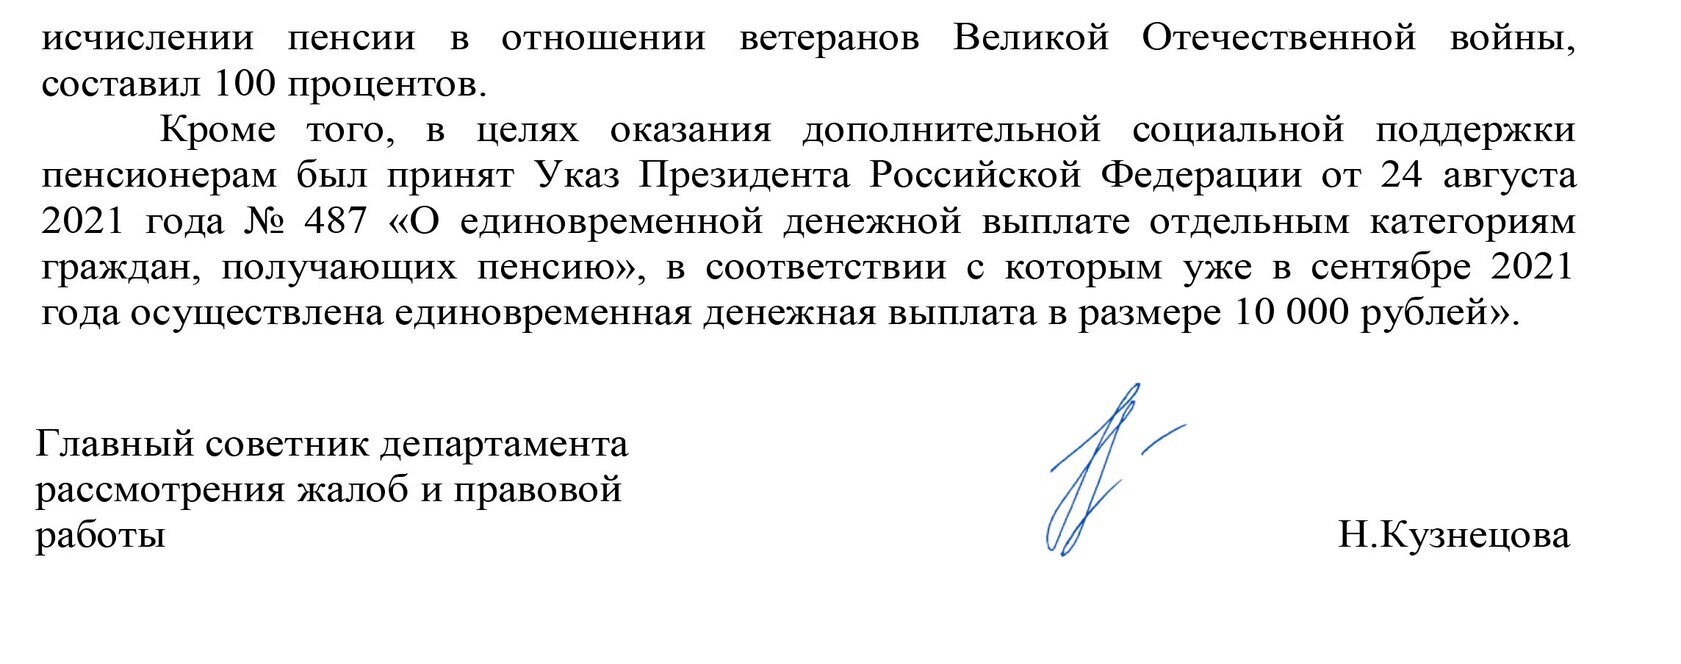 исчислении пенсии в отношении ветеранов Великой Отечественной войны,
составил 100 процентов.
Кроме того, в целях оказания дополнительной социальной поддержки
пенсионерам был принят Указ Президента Российской Федерации от 24 августа
2021 года № 487 «О единовременной денежной выплате отдельным категориям
граждан, получающих пенсию», в соответствии с которым уже в сентябре 2021
года осуществлена единовременная денежная выплата в размере 10 000 рублей».
Главный советник департамента
рассмотрения жалоб и правовой
работы
Н.Кузнецова